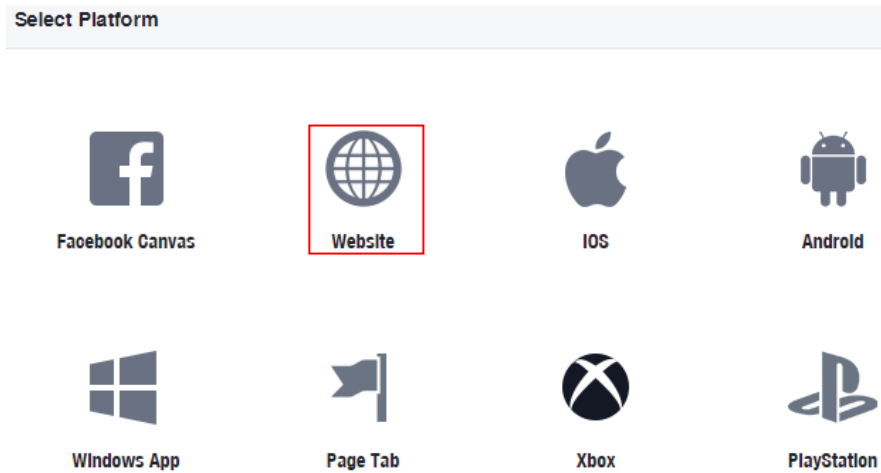 Select Platform
Facebook Canvas
Website
IOS
Android
Windows App
Page Tab
Xbox
PlayStation